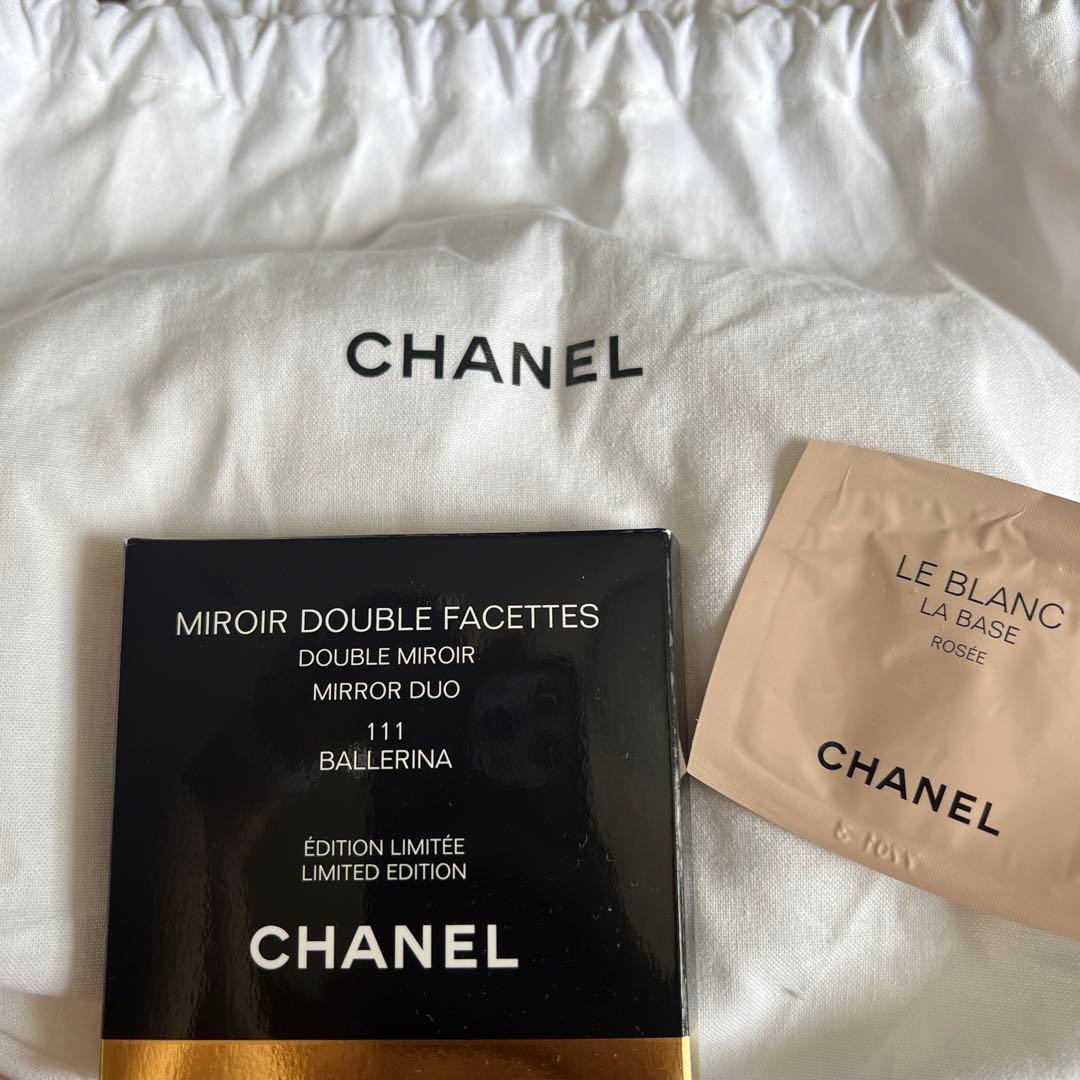 CHANEL
MIROIR DOUBLE FACETTES
DOUBLE MIROIR
MIRROR DUO
111
BALLERINA
ÉDITION LIMITÉE
LIMITED EDITION
CHANEL
LE BLANC
LA BASE
ROSÉE
CHANEL